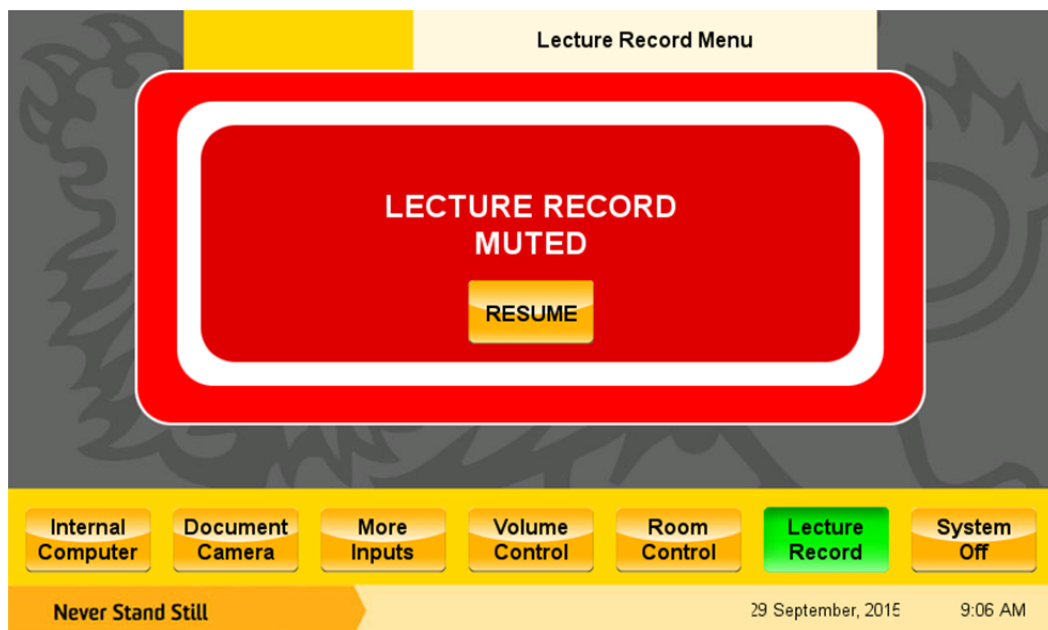 Lecture Record Menu
LECTURE RECORD
MUTED
RESUME
Internal
Computer
Document
Camera
More
Inputs
Volume
Control
Room
Control
Lecture
Record
System
Off
Never Stand Still
29 September, 2015
9:06 AM